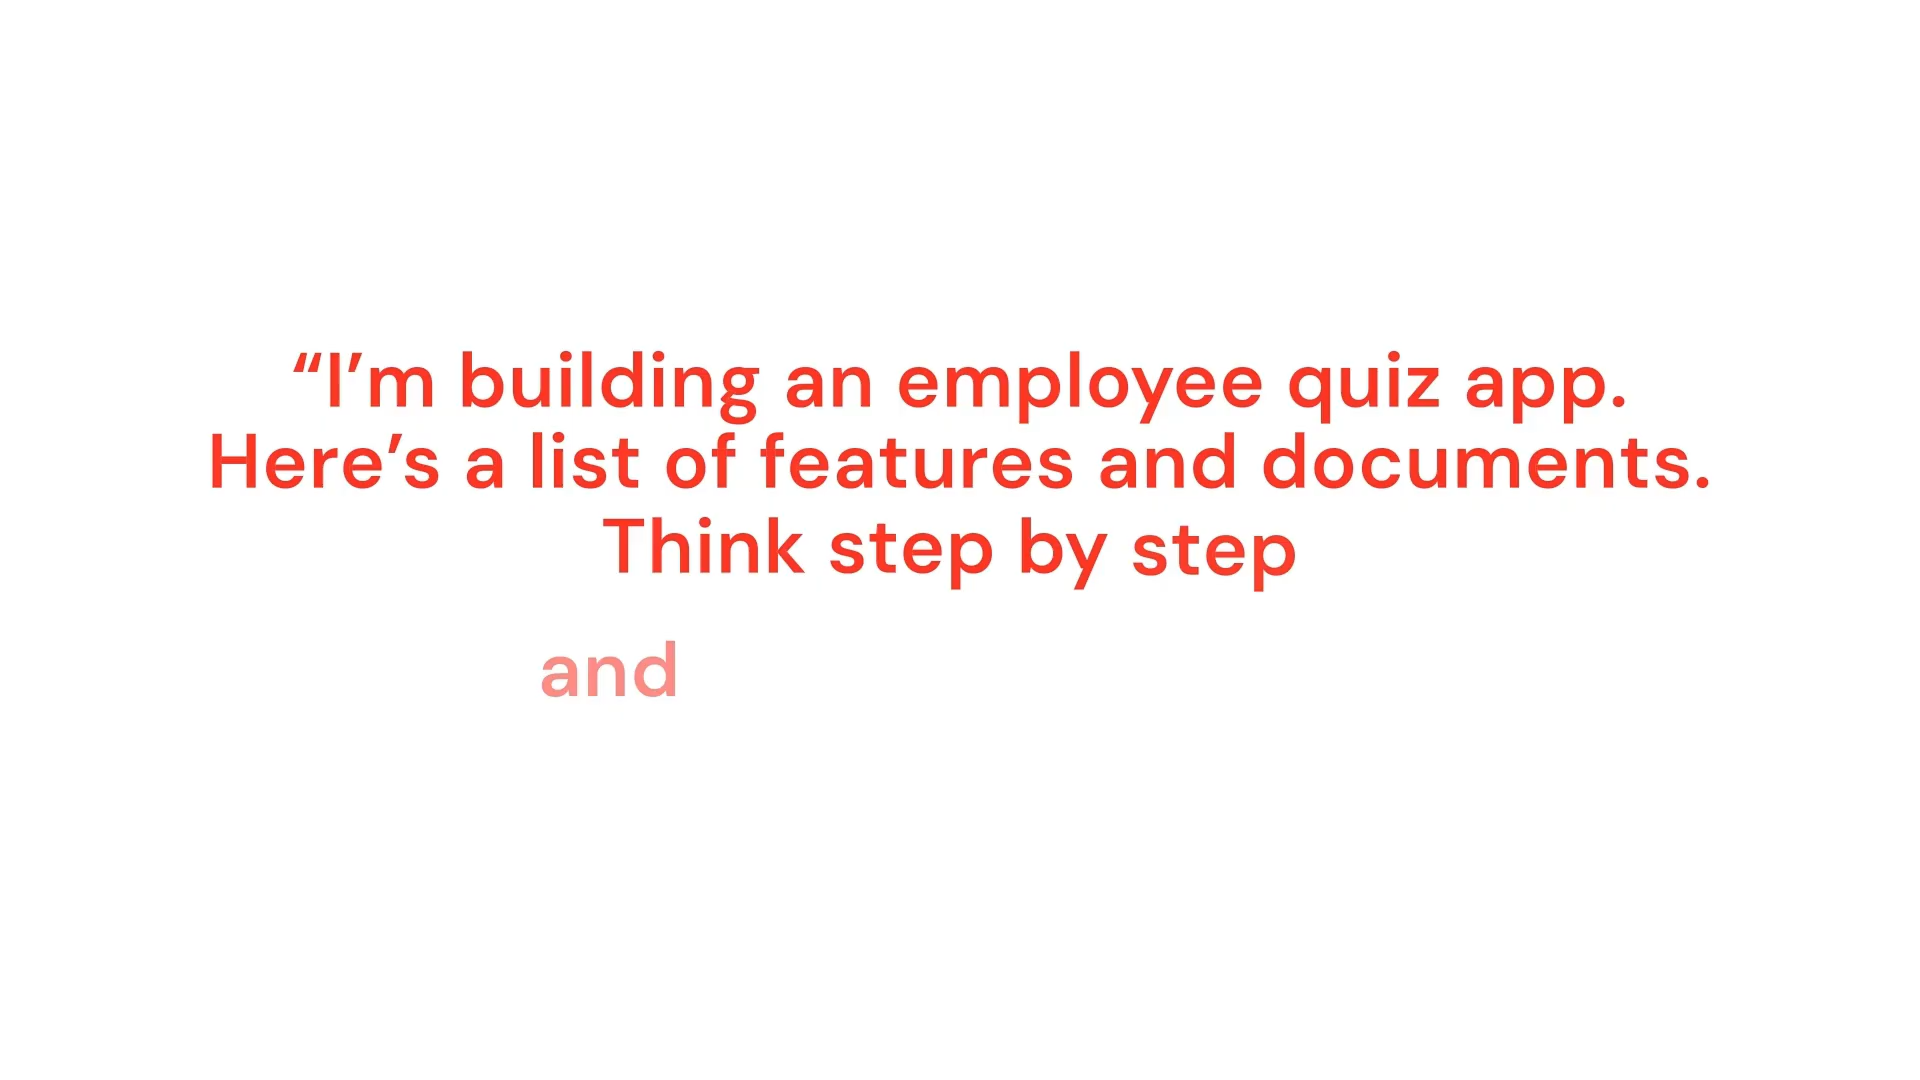 “I’m building an employee quiz app.
Here’s a list of features and documents.
Think step by step
and